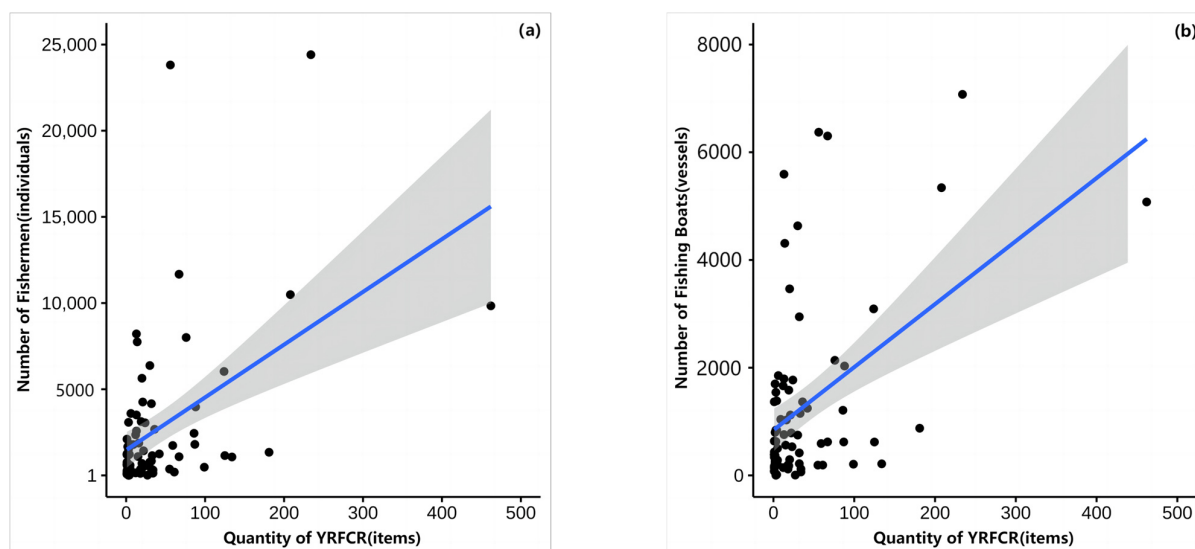 (a)
Number of Fishermen(individuals)
25,000
20,000
15,000
10,000
5000
1
0 100 200 300 400 500
Quantity of YRFCR(items)
(b)
Number of Fishing Boats(vessels)
8000
6000
4000
2000
0
0 100 200 300 400 500
Quantity of YRFCR(items)